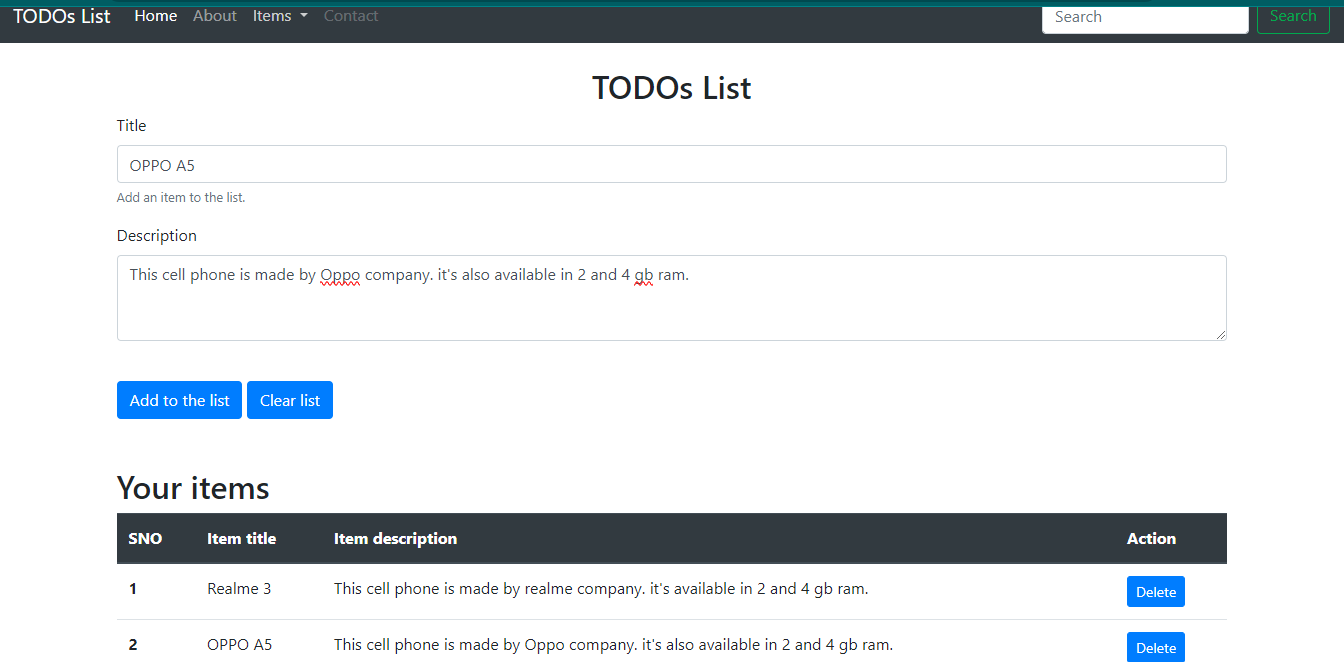 TODOs List Home About Items Contact Search Search
TODOs List
Title
OPPO A5
Add an item to the list.
Description
This cell phone is made by Oppo company. it's also available in 2 and 4 gb ram.
Add to the list Clear list
Your items
SNO Item title Item description Action
1 Realme 3 This cell phone is made by realme company. it's available in 2 and 4 gb ram. Delete
2 OPPO A5 This cell phone is made by Oppo company. it's also available in 2 and 4 gb ram. Delete